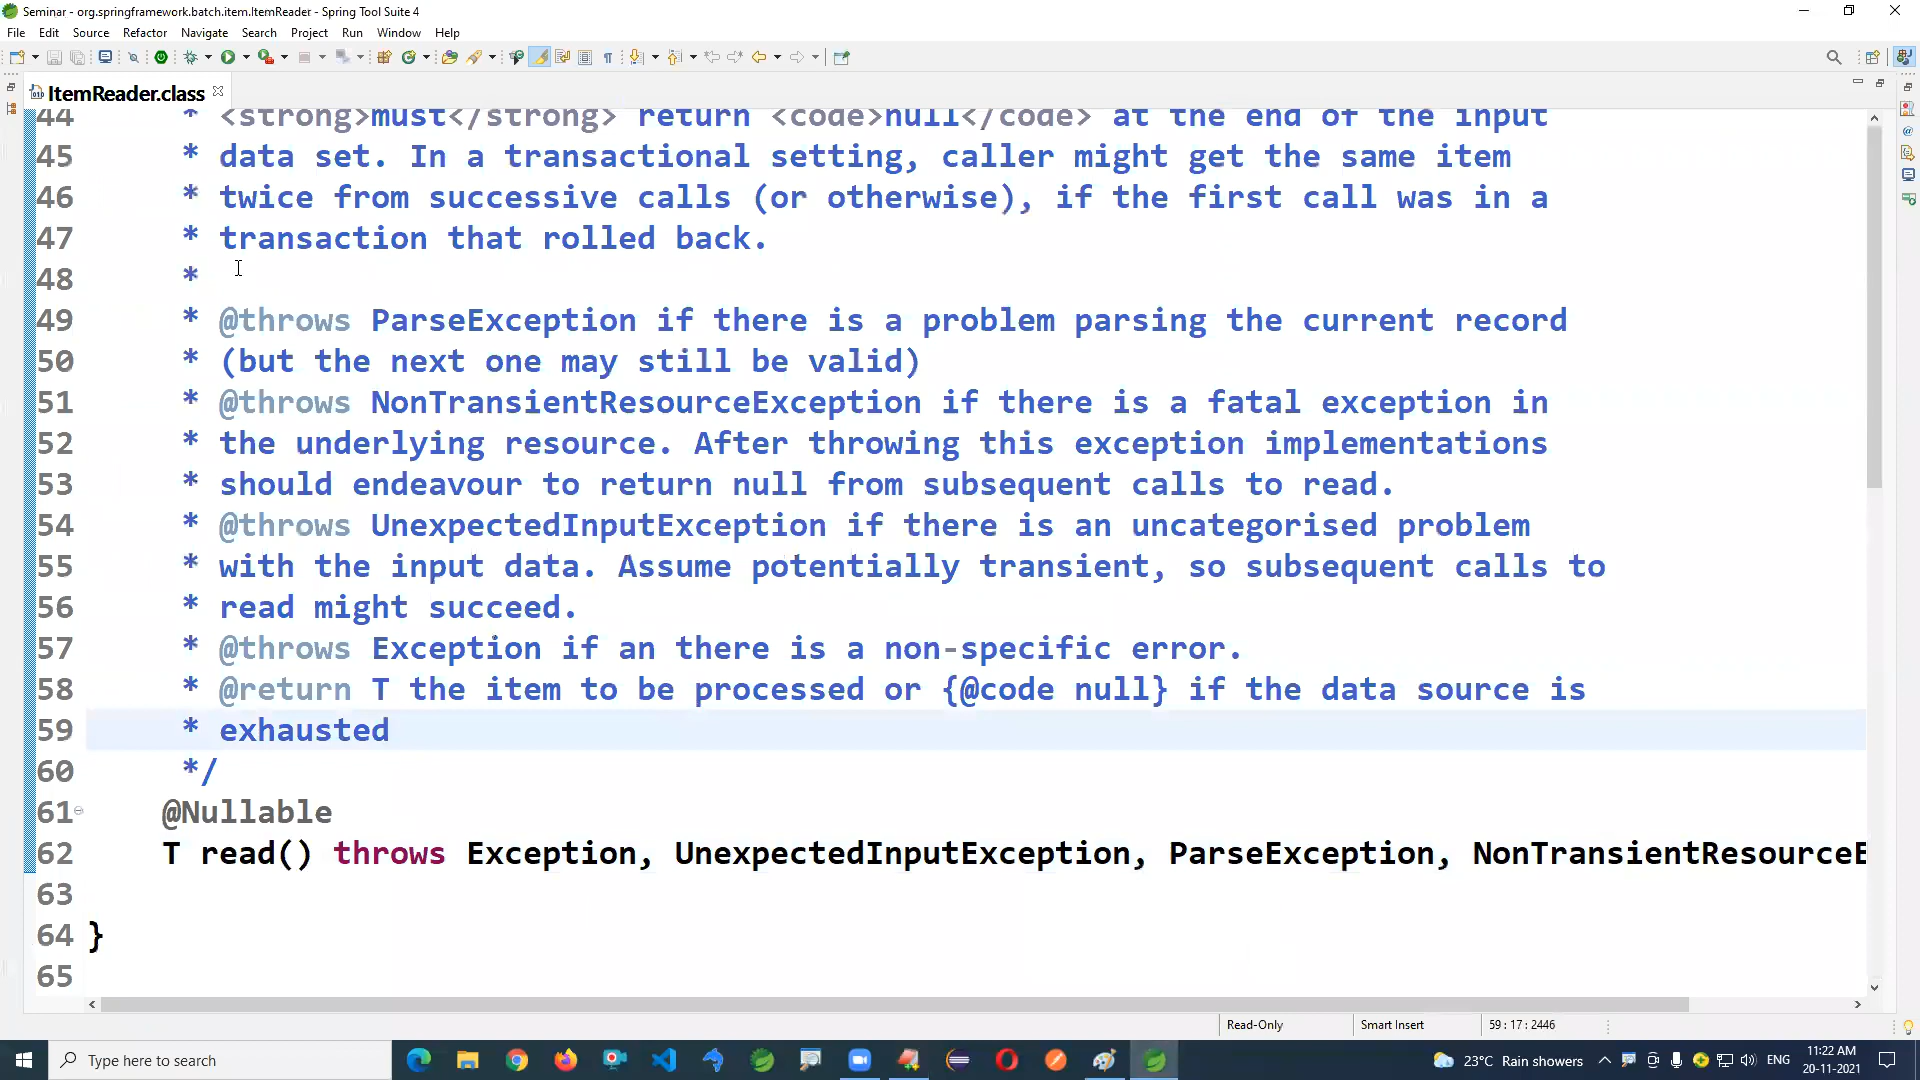 Seminar - org.springframework.batch.item.ItemReader - Spring Tool Suite 4
File Edit Source Refactor Navigate Search Project Run Window Help
ItemReader.class
44 * <strong>must</strong> return <code>null</code> at the end of the input
45 * data set. In a transactional setting, caller might get the same item
46 * twice from successive calls (or otherwise), if the first call was in a
47 * transaction that rolled back.
48 *
49 * @throws ParseException if there is a problem parsing the current record
50 * (but the next one may still be valid)
51 * @throws NonTransientResourceException if there is a fatal exception in
52 * the underlying resource. After throwing this exception implementations
53 * should endeavour to return null from subsequent calls to read.
54 * @throws UnexpectedInputException if there is an uncategorised problem
55 * with the input data. Assume potentially transient, so subsequent calls to
56 * read might succeed.
57 * @throws Exception if an there is a non-specific error.
58 * @return T the item to be processed or {@code null} if the data source is
59 * exhausted
60 */
61 @Nullable
62 T read() throws Exception, UnexpectedInputException, ParseException, NonTransientResourceE
63
64 }
65
Read-Only Smart Insert 59 : 17 : 2446
Type here to search
23°C Rain showers
ENG
11:22 AM
20-11-2021